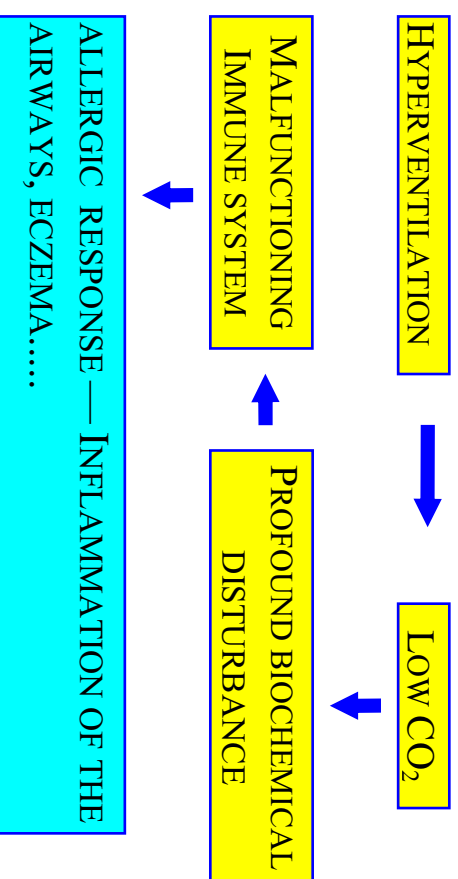 HYPERVENTILATION
LOW CO₂
PROFOUND BIOCHEMICAL
DISTURBANCE
MALFUNCTIONING
IMMUNE SYSTEM
ALLERGIC RESPONSE — INFLAMMATION OF THE
AIRWAYS, ECZEMA.....